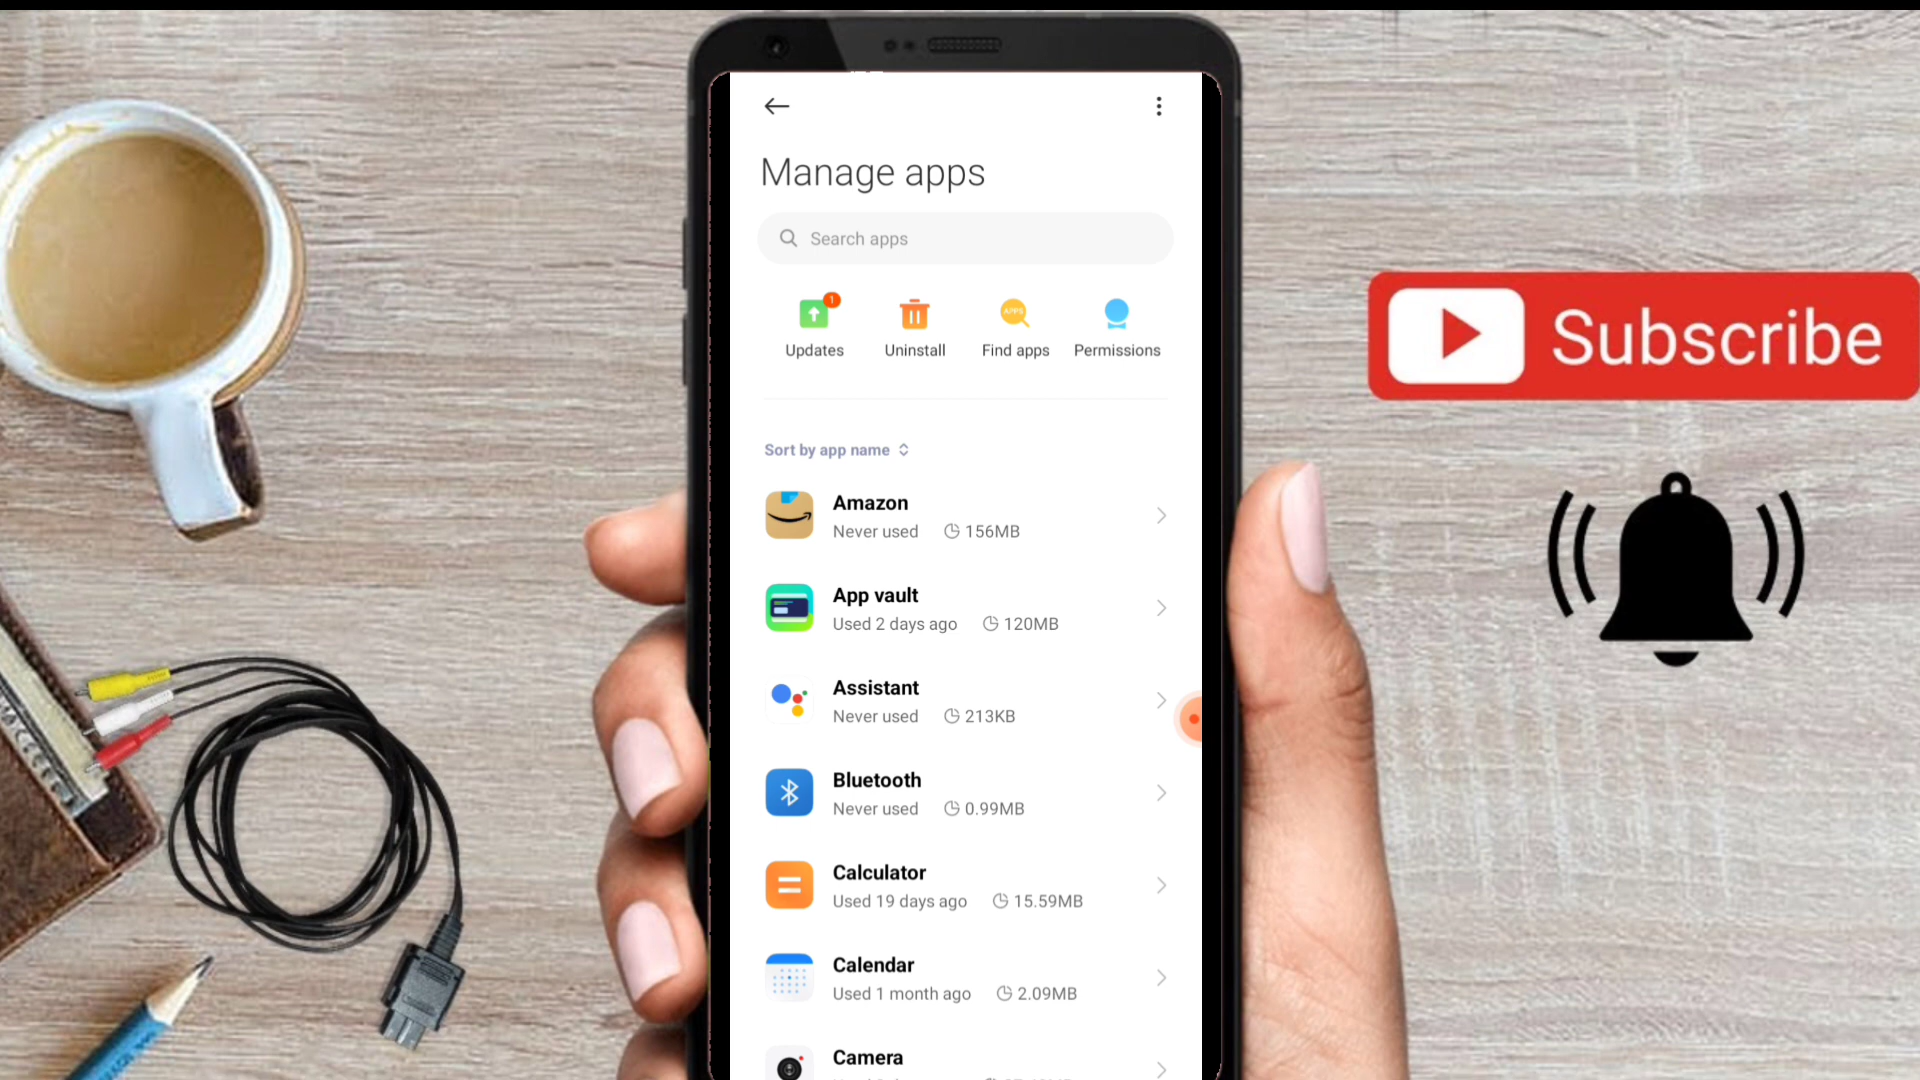 Manage apps
Search apps
1
APPS
Updates Uninstall Find apps Permissions
Sort by app name
Amazon
Never used 156MB
App vault
Used 2 days ago 120MB
Assistant
Never used 213KB
Bluetooth
Never used 0.99MB
Calculator
Used 19 days ago 15.59MB
Calendar
Used 1 month ago 2.09MB
Camera
Subscribe